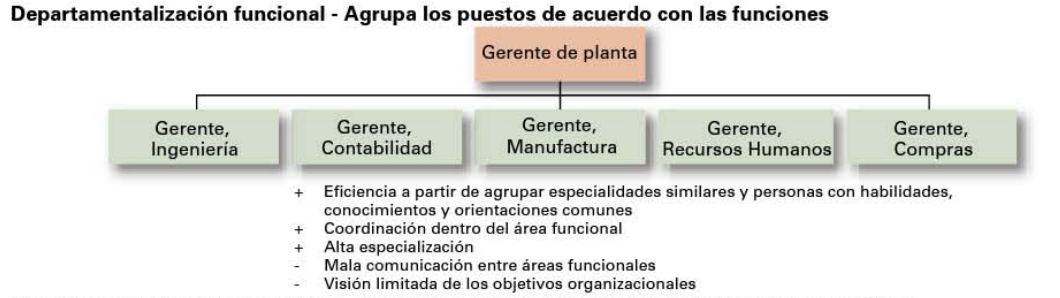 Departamentalización funcional - Agrupa los puestos de acuerdo con las funciones
Gerente de planta
Gerente,
Ingeniería
Gerente,
Contabilidad
Gerente,
Manufactura
Gerente,
Recursos Humanos
Gerente,
Compras
+ Eficiencia a partir de agrupar especialidades similares y personas con habilidades,
conocimientos y orientaciones comunes
+ Coordinación dentro del área funcional
+ Alta especialización
- Mala comunicación entre áreas funcionales
- Visión limitada de los objetivos organizacionales